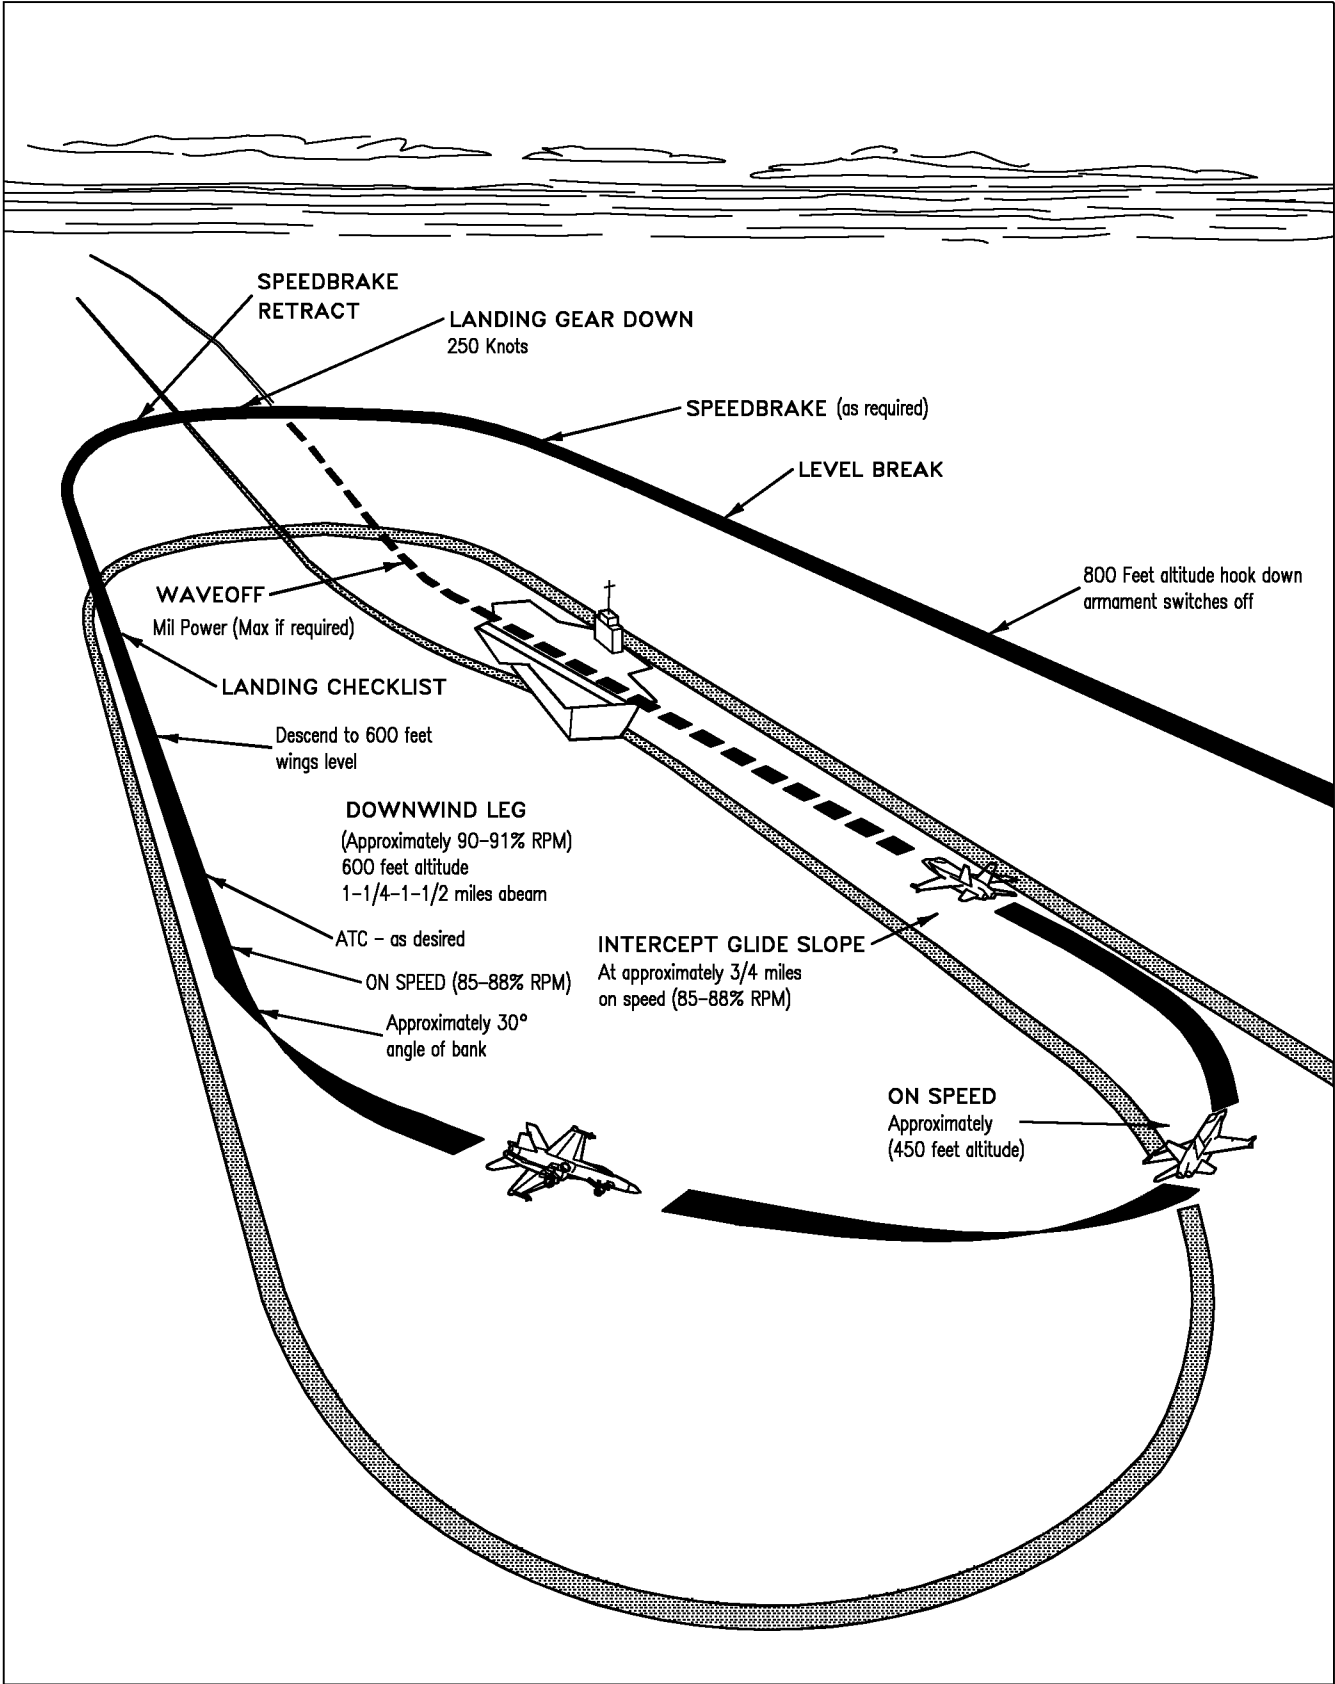 SPEEDBRAKE
RETRACT
LANDING GEAR DOWN
250 Knots
SPEEDBRAKE (as required)
LEVEL BREAK
800 Feet altitude hook down
armament switches off
WAVEOFF
Mil Power (Max if required)
LANDING CHECKLIST
Descend to 600 feet
wings level
DOWNWIND LEG
(Approximately 90-91% RPM)
600 feet altitude
1-1/4-1-1/2 miles abeam
ATC - as desired
ON SPEED (85-88% RPM)
Approximately 30°
angle of bank
INTERCEPT GLIDE SLOPE
At approximately 3/4 miles
on speed (85-88% RPM)
ON SPEED
Approximately
(450 feet altitude)